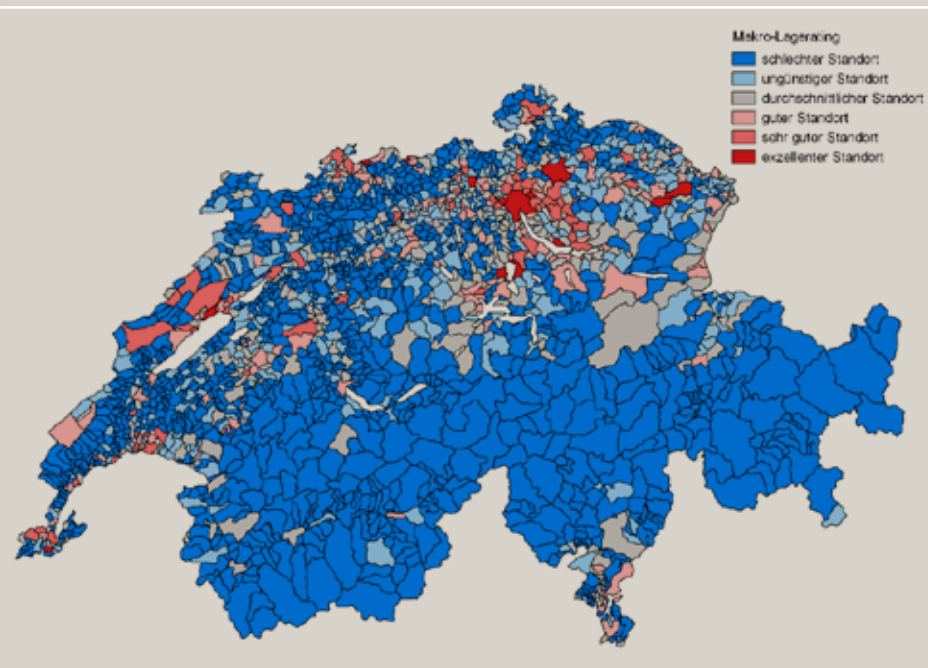 Makro-Lagerating
schlechter Standort
ungünstiger Standort
durchschnittlicher Standort
guter Standort
sehr guter Standort
exzellenter Standort